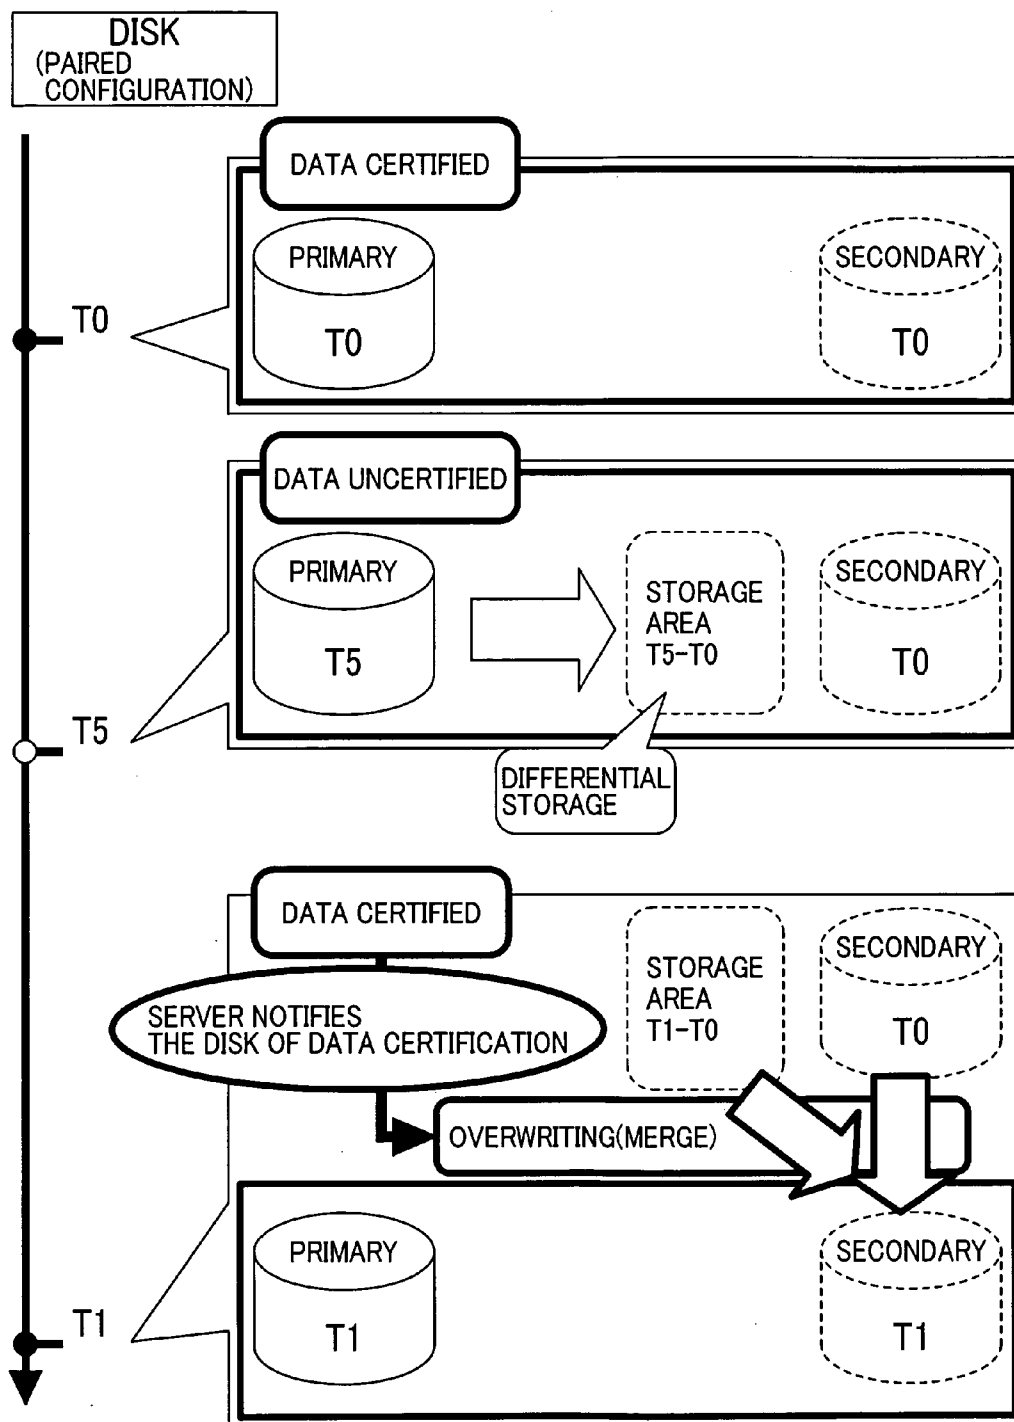 DISK
(PAIRED
CONFIGURATION)
DATA CERTIFIED
PRIMARY
T0
SECONDARY
T0
T0
DATA UNCERTIFIED
PRIMARY
T5
STORAGE
AREA
T5-T0
SECONDARY
T0
T5
DIFFERENTIAL
STORAGE
DATA CERTIFIED
STORAGE
AREA
T1-T0
SECONDARY
T0
SERVER NOTIFIES
THE DISK OF DATA CERTIFICATION
OVERWRITING(MERGE)
PRIMARY
T1
SECONDARY
T1
T1